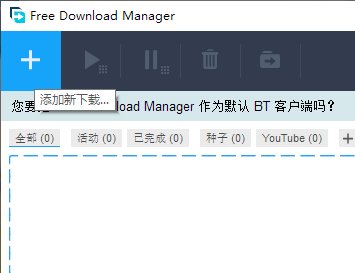 Free Download Manager
添加新下载...
您要 load Manager 作为默认 BT 客户端吗?
全部 (0) 活动 (0) 已完成 (0) 种子 (0) YouTube (0)